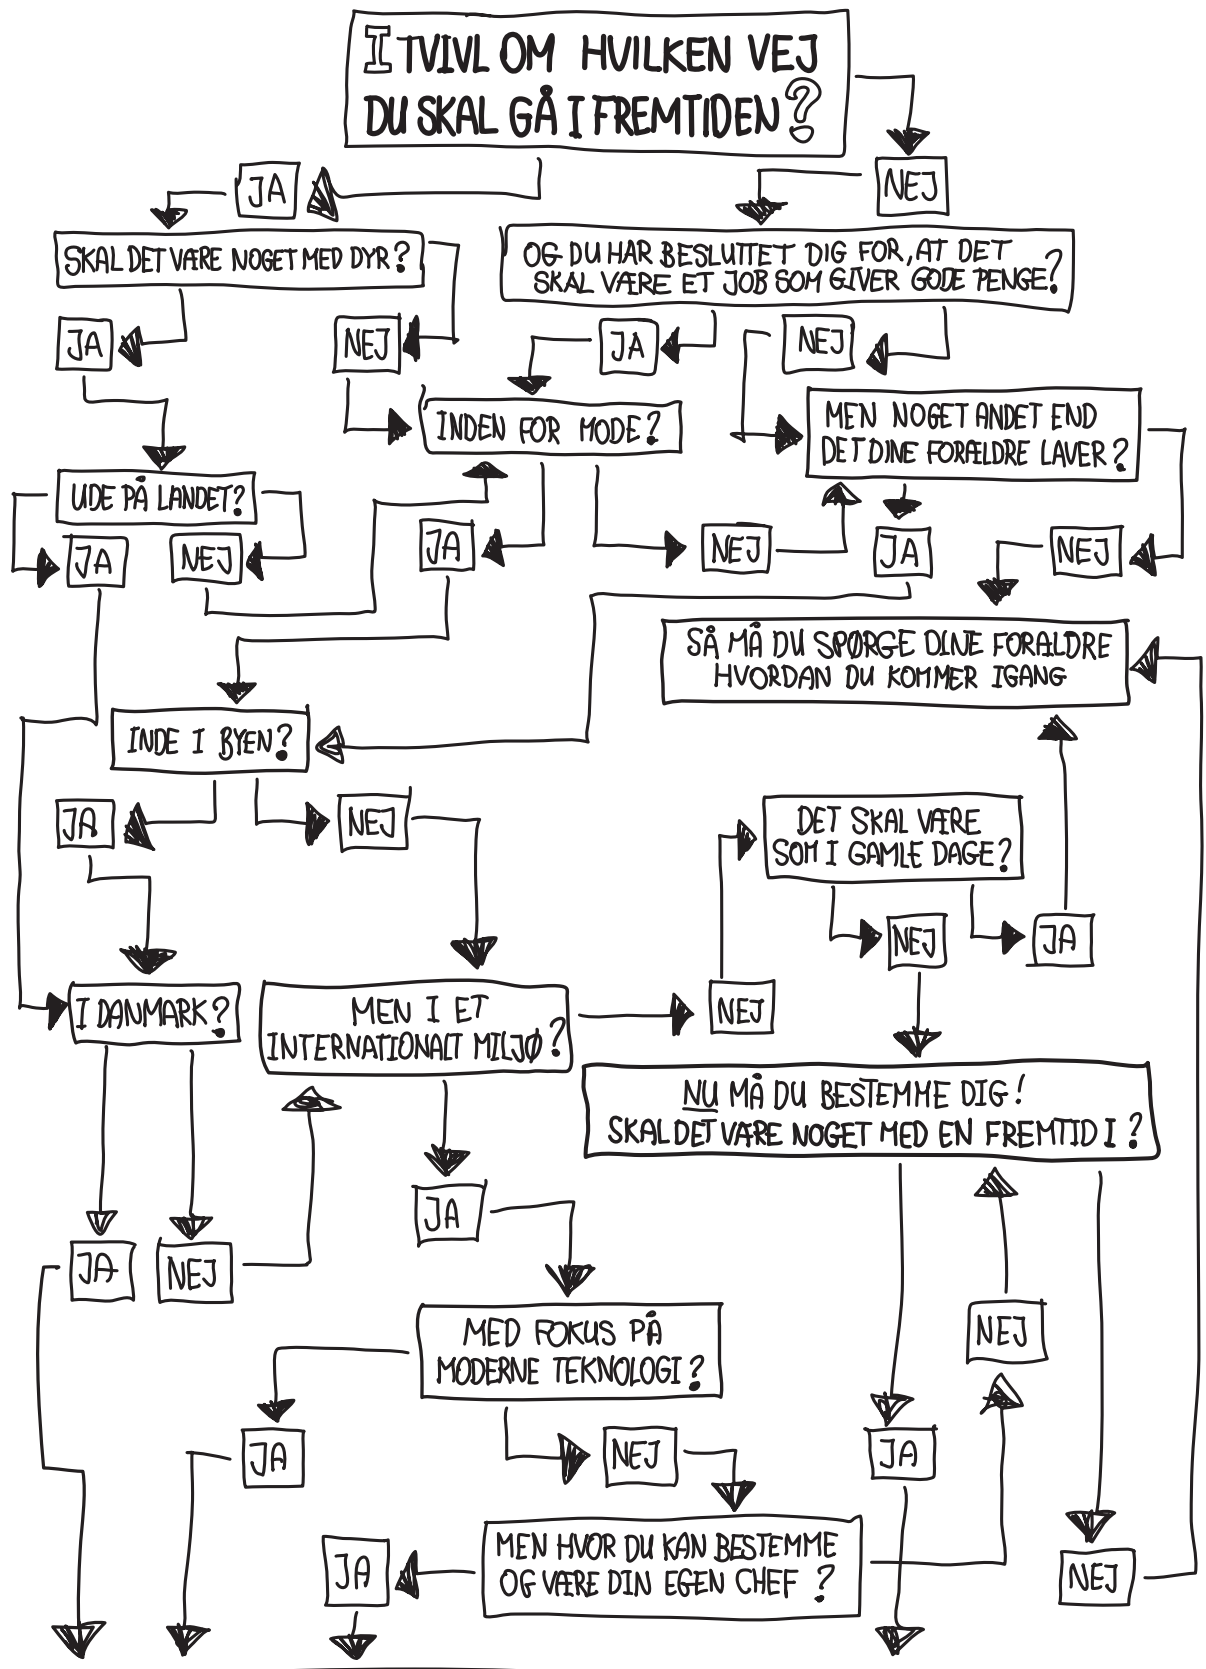 I TVIVL OM HVILKEN VEJ
DU SKAL GÅ I FREMTIDEN?
JA
NEJ
SKAL DET VÆRE NOGET MED DYR?
OG DU HAR BESLUTTET DIG FOR, AT DET
SKAL VÆRE ET JOB SOM GIVER GODE PENGE?
JA
NEJ
JA
NEJ
INDEN FOR MODE?
MEN NOGET ANDET END
DET DINE FORÆLDRE LAVER?
UDE PÅ LANDET?
JA
NEJ
JA
NEJ
JA
NEJ
SÅ MÅ DU SPØRGE DINE FORÆLDRE
HVORDAN DU KOMMER IGANG
INDE I BYEN?
JA
NEJ
DET SKAL VÆRE
SOM I GAMLE DAGE?
NEJ
JA
I DANMARK?
MEN I ET
INTERNATIONALT MILJØ?
NEJ
NU MÅ DU BESTEMME DIG!
SKAL DET VÆRE NOGET MED EN FREMTID I?
JA
JA
NEJ
NEJ
MED FOKUS PÅ
MODERNE TEKNOLOGI?
JA
NEJ
JA
MEN HVOR DU KAN BESTEMME
OG VÆRE DIN EGEN CHEF?
JA
NEJ